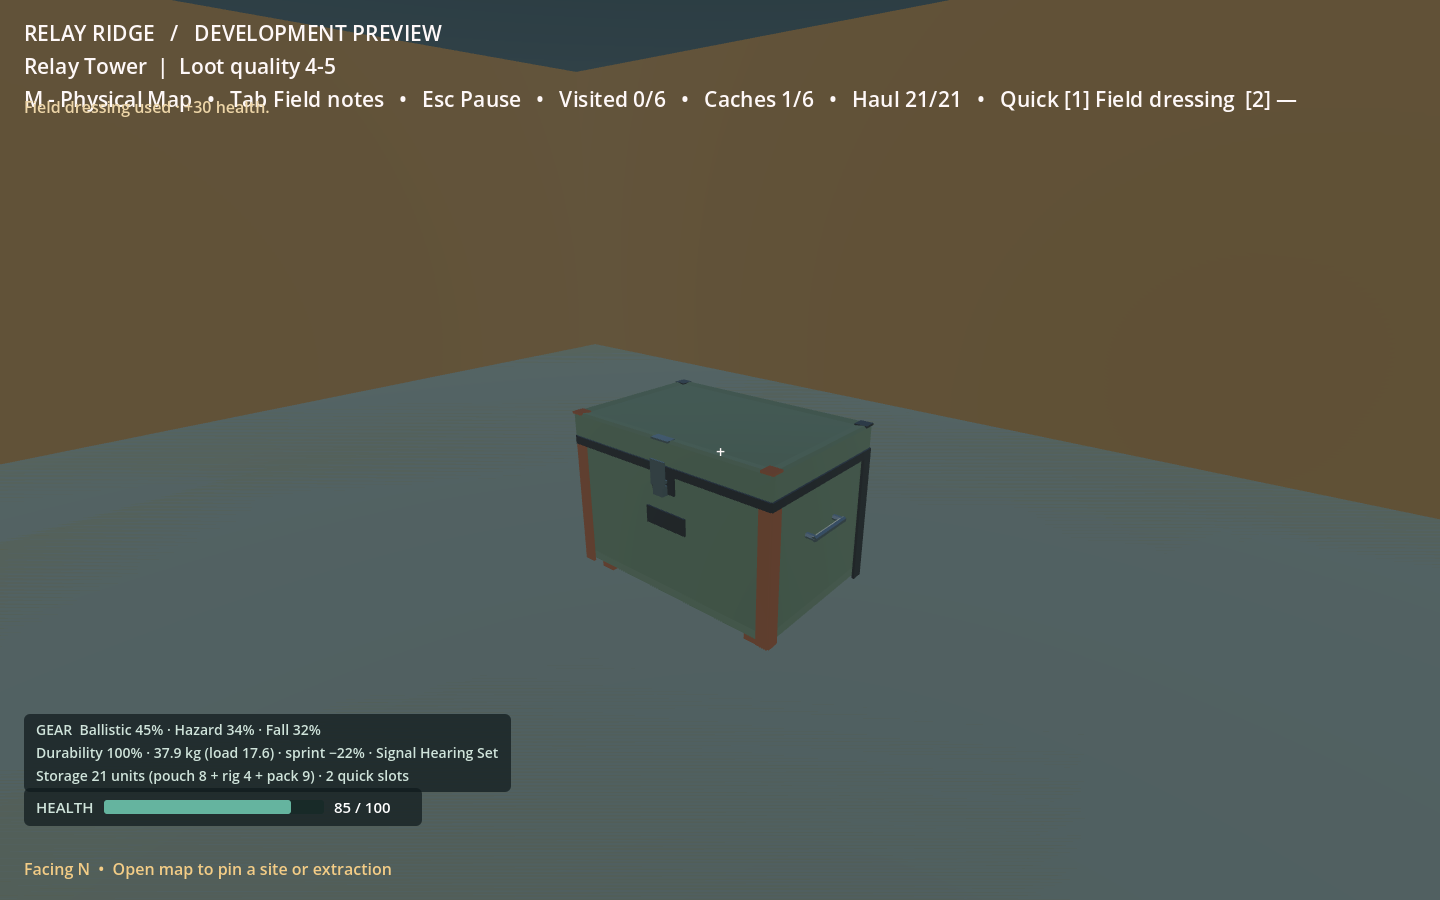 RELAY RIDGE / DEVELOPMENT PREVIEW
Relay Tower | Loot quality 4-5
M - Physical Map • Tab Field notes • Esc Pause • Visited 0/6 • Caches 1/6 • Haul 21/21 • Quick [1] Field dressing [2] —
Field dressing used · +30 health.
GEAR Ballistic 45% · Hazard 34% · Fall 32%
Durability 100% · 37.9 kg (load 17.6) · sprint −22% · Signal Hearing Set
Storage 21 units (pouch 8 + rig 4 + pack 9) · 2 quick slots
HEALTH 85 / 100
Facing N • Open map to pin a site or extraction